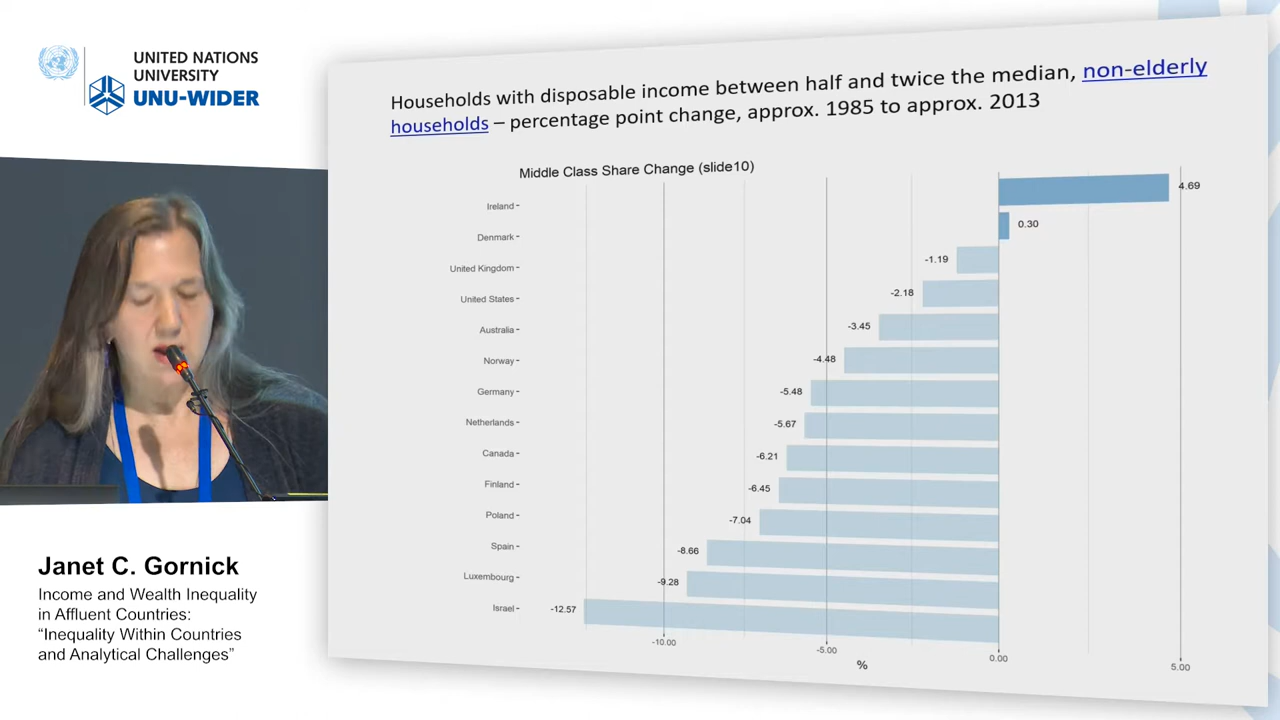 UNITED NATIONS
UNIVERSITY
UNU-WIDER
Households with disposable income between half and twice the median, non-elderly
households – percentage point change, approx. 1985 to approx. 2013
Middle Class Share Change (slide10)
Ireland
4.69
Denmark
0.30
United Kingdom
-1.19
United States
-2.18
Australia
-3.45
Norway
-4.48
Germany
-5.48
Netherlands
-5.67
Canada
-6.21
Finland
-6.45
Poland
-7.04
Spain
-8.66
Luxembourg
-9.28
Israel
-12.57
-10.00
-5.00
0.00
5.00
%
Janet C. Gornick
Income and Wealth Inequality
in Affluent Countries:
“Inequality Within Countries
and Analytical Challenges”